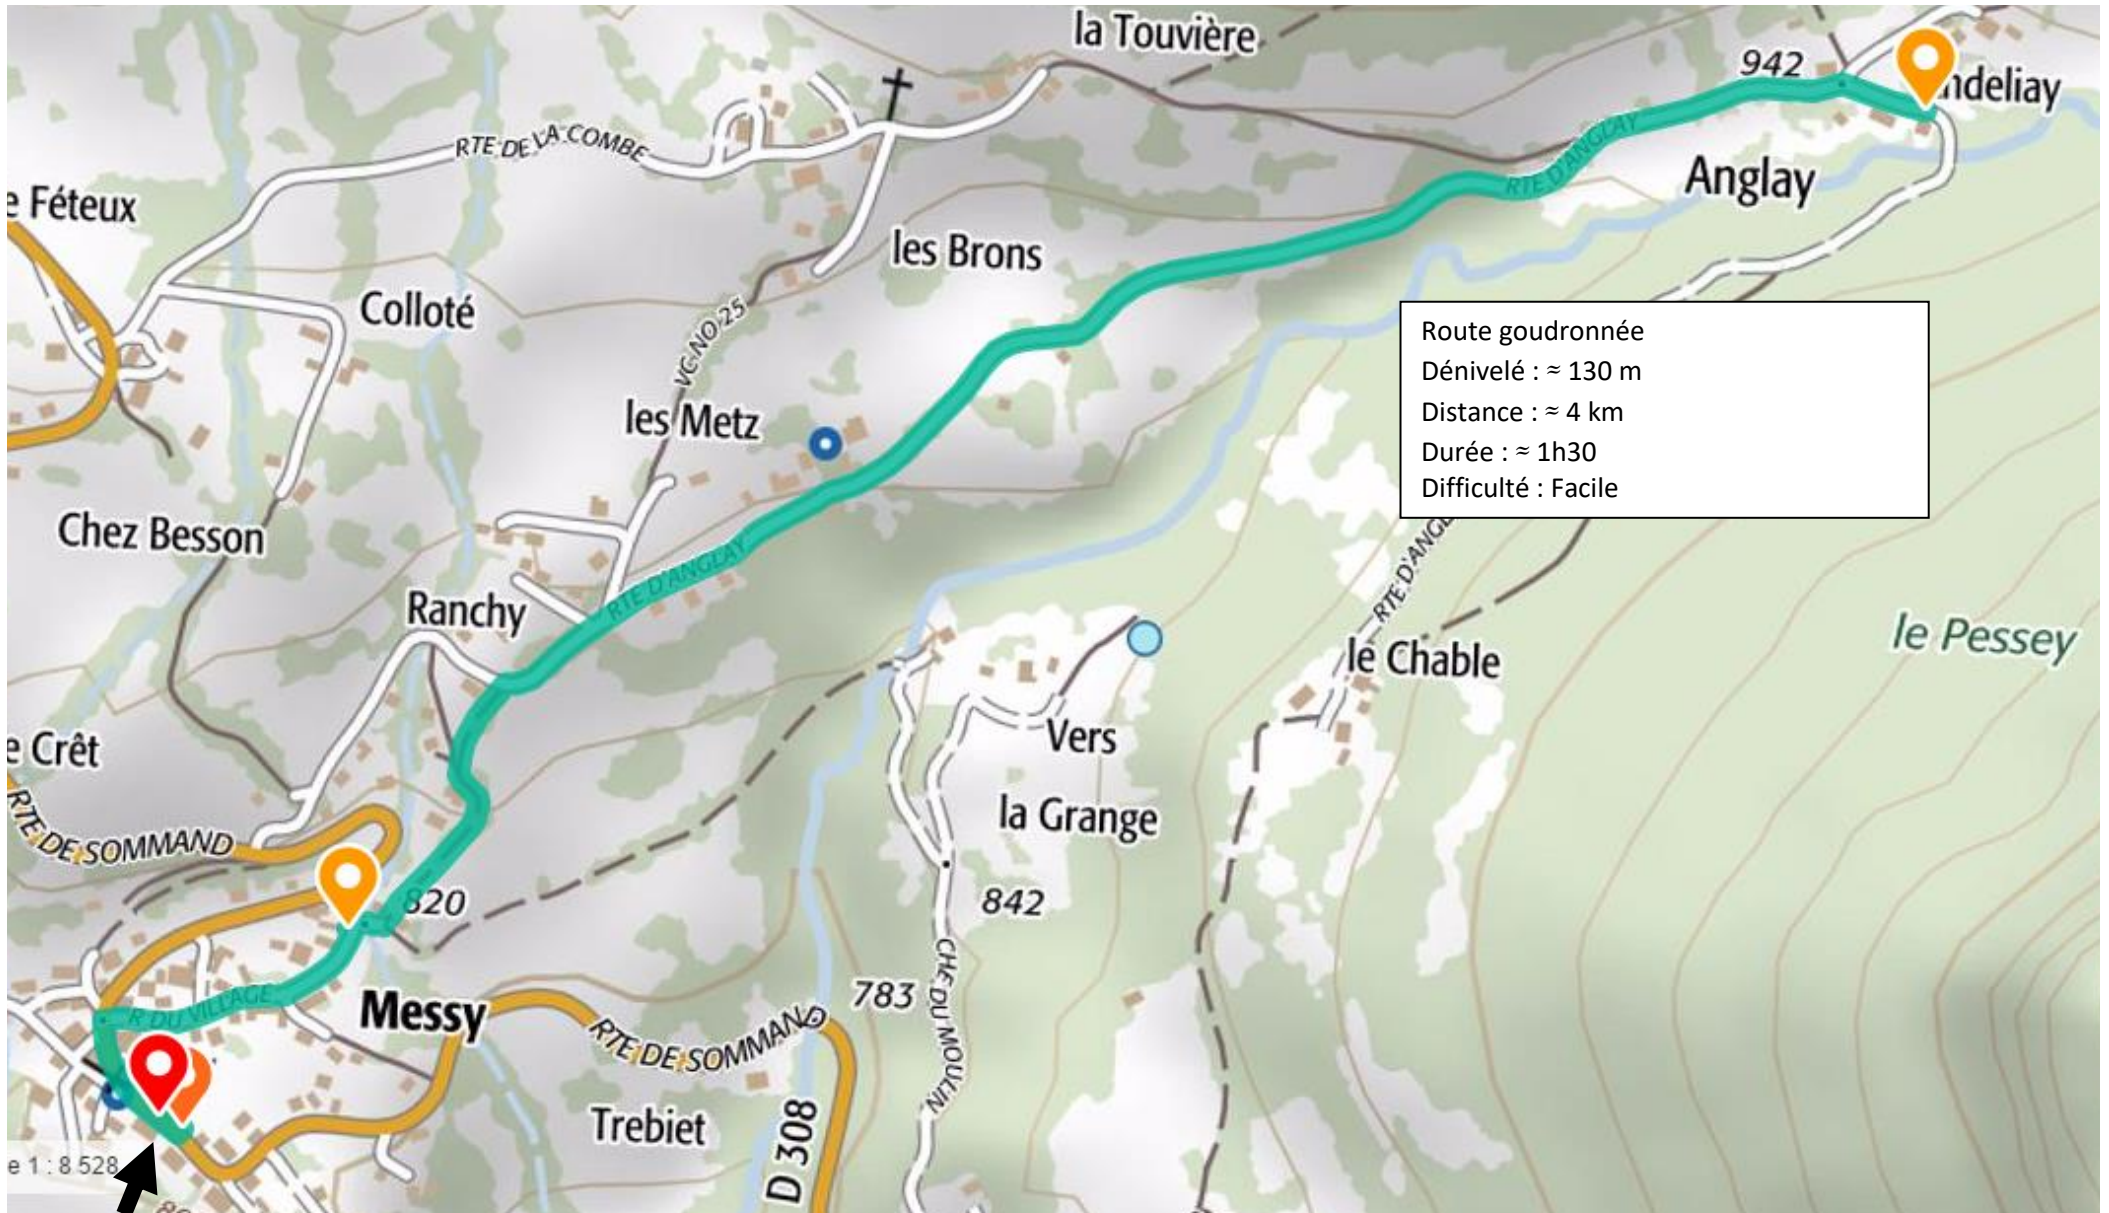 la Touvière
942
ndeliay
RTE DE LA COMBE
RTE D'ANGLAY
Anglay
e Féteux
les Brons
Colloté
VC NO 25
Route goudronnée
Dénivelé : ≈ 130 m
Distance : ≈ 4 km
Durée : ≈ 1h30
Difficulté : Facile
les Metz
Chez Besson
RTE D'ANGLAY
RTE D'ANGL
Ranchy
le Chable
le Pessey
e Crêt
Vers
la Grange
RTE DE SOMMAND
820
842
R DU VILLAGE
Messy
783
RTE DE SOMMAND
CHE DU MOULIN
Trebiet
D 308
e 1 : 8 528